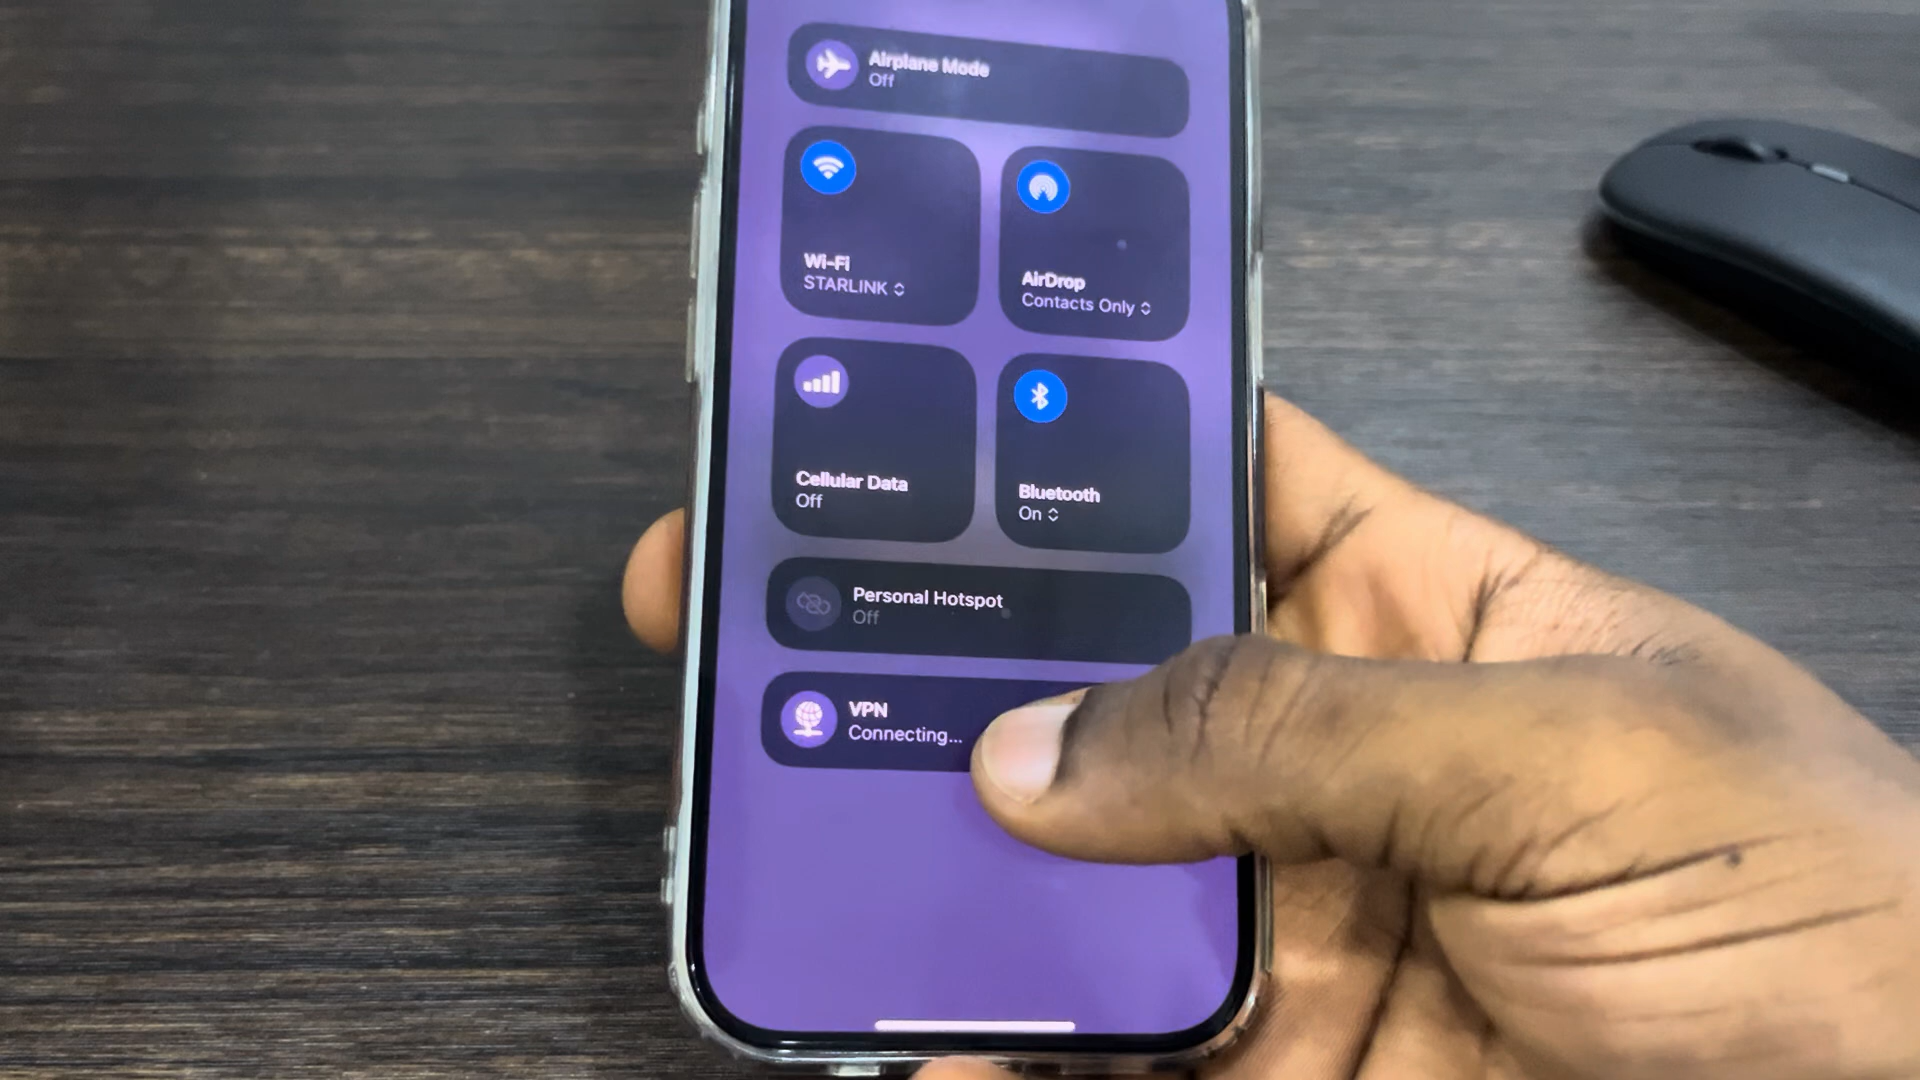 Airplane Mode
Off
Wi-Fi
STARLINK
AirDrop
Contacts Only
Cellular Data
Off
Bluetooth
On
Personal Hotspot
Off
VPN
Connecting...